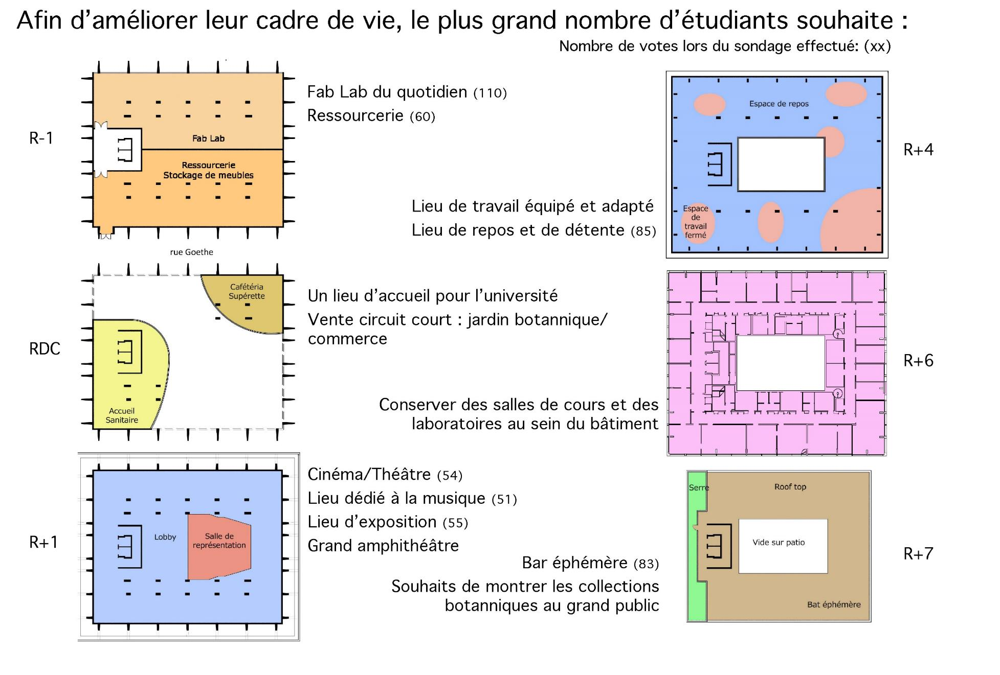 Afin d’améliorer leur cadre de vie, le plus grand nombre d’étudiants souhaite :
Nombre de votes lors du sondage effectué: (xx)
R-1
Fab Lab
Ressourcerie
Stockage de meubles
Fab Lab du quotidien (110)
Ressourcerie (60)
rue Goethe
RDC
Cafétéria
Supérette
Accueil
Sanitaire
Un lieu d’accueil pour l’université
Vente circuit court : jardin botannique/
commerce
R+1
Lobby
Salle de
représentation
Cinéma/Théâtre (54)
Lieu dédié à la musique (51)
Lieu d’exposition (55)
Grand amphithéâtre
Lieu de travail équipé et adapté
Lieu de repos et de détente (85)
Espace de repos
Espace
de
travail
fermé
R+4
Conserver des salles de cours et des
laboratoires au sein du bâtiment
R+6
Bar éphémère (83)
Souhaits de montrer les collections
botanniques au grand public
Serre
Roof top
Vide sur patio
Bat éphémère
R+7